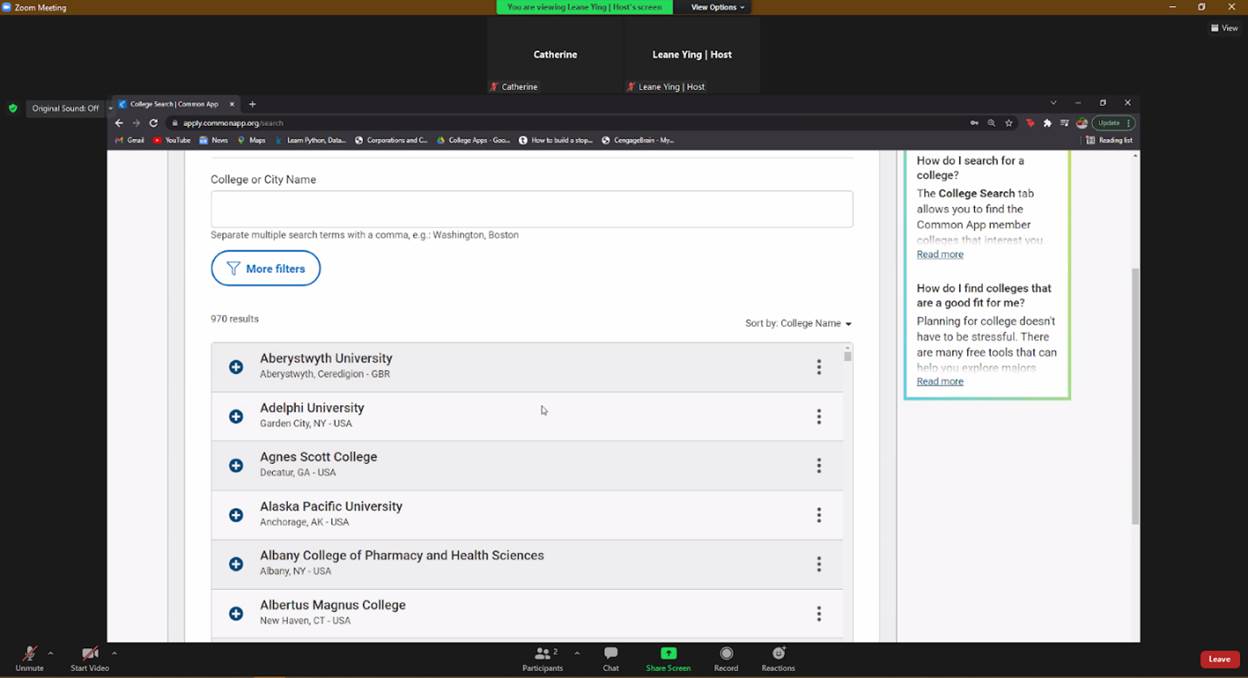 Zoom Meeting
You are viewing Leane Ying | Host's screen
View Options
View
Catherine
Leane Ying | Host
Catherine
Leane Ying | Host
Original Sound: Off
College Search | Common App
apply.commonapp.org/search
Update
Gmail
YouTube
News
Maps
Learn Python, Data...
Corporations and C...
College Apps - Goo...
How to build a stop...
CengageBrain - My...
Reading list
College or City Name
Separate multiple search terms with a comma, e.g.: Washington, Boston
More filters
970 results
Sort by: College Name
Aberystwyth University
Aberystwyth, Ceredigion - GBR
Adelphi University
Garden City, NY - USA
Agnes Scott College
Decatur, GA - USA
Alaska Pacific University
Anchorage, AK - USA
Albany College of Pharmacy and Health Sciences
Albany, NY - USA
Albertus Magnus College
New Haven, CT - USA
How do I search for a
college?
The College Search tab
allows you to find the
Common App member
colleges that interest you
Read more
How do I find colleges that
are a good fit for me?
Planning for college doesn't
have to be stressful. There
are many free tools that can
help you explore majors
Read more
Unmute
Start Video
2
Participants
Chat
Share Screen
Record
Reactions
Leave